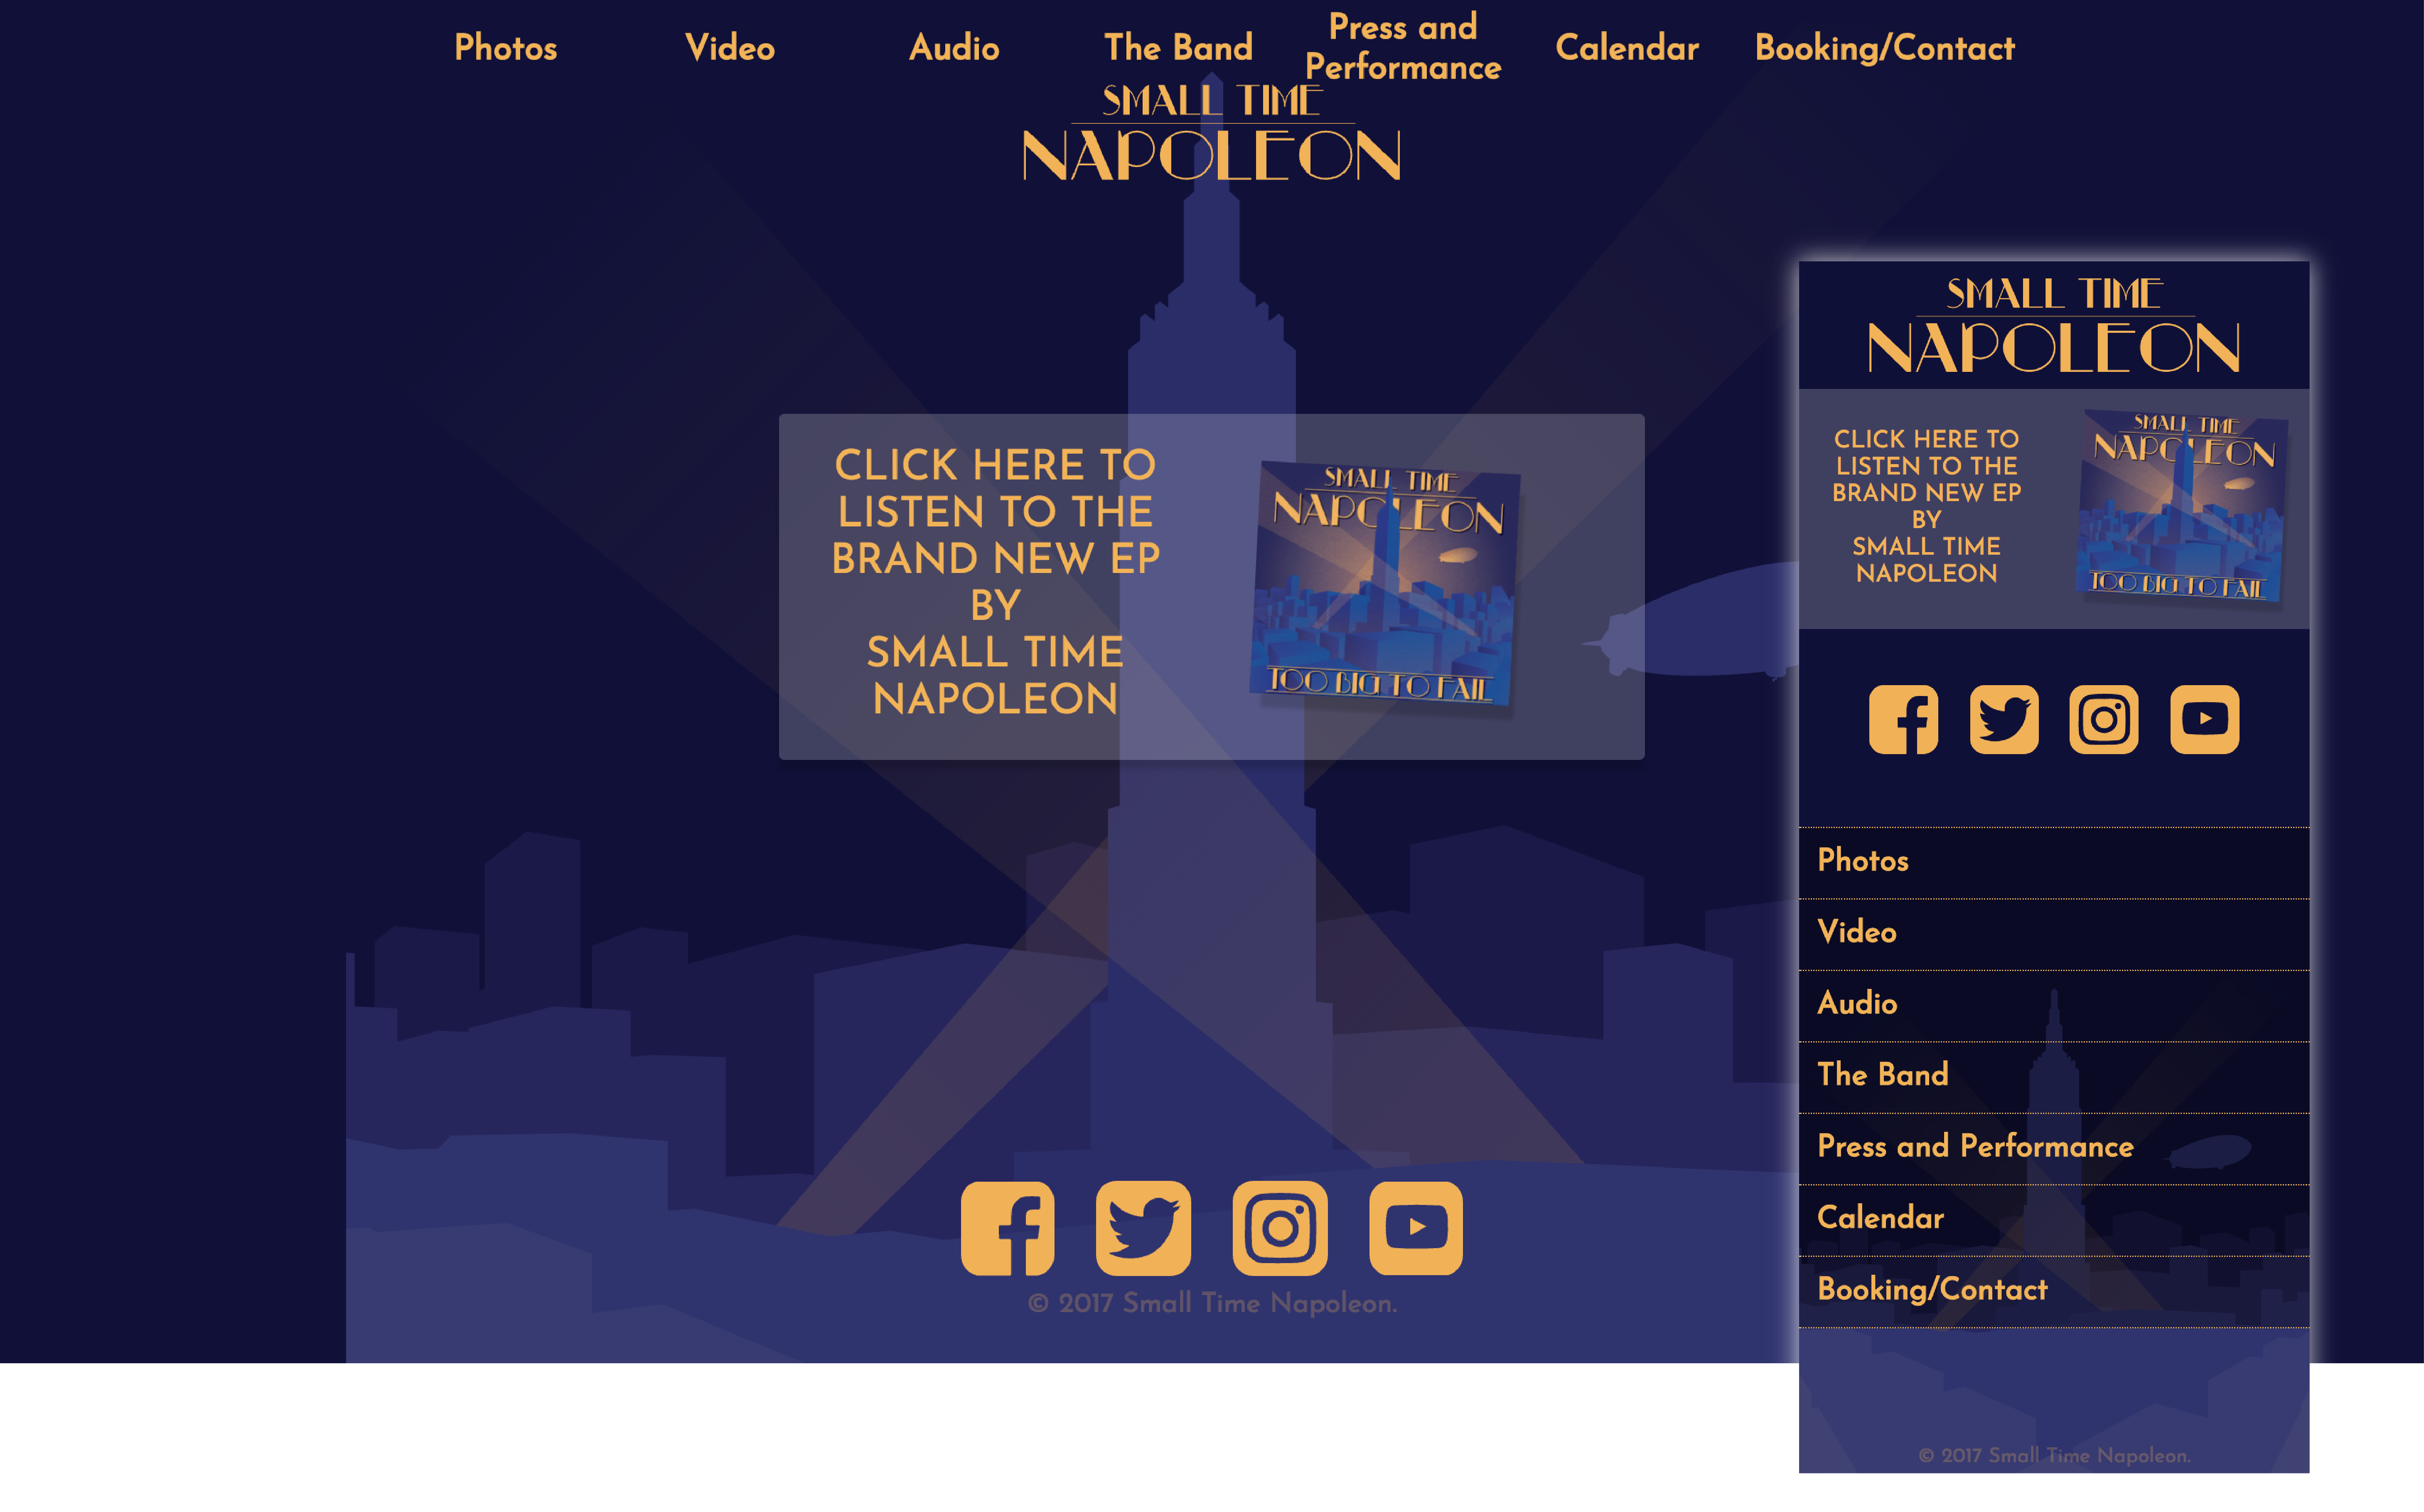 Photos
Video
Audio
The Band
Press and
Performance
Calendar
Booking/Contact
SMALL TIME
NAPOLEON
CLICK HERE TO
LISTEN TO THE
BRAND NEW EP
BY
SMALL TIME
NAPOLEON
SMALL TIME
NAPOLEON
TOO BIG TO FAIL
© 2017 Small Time Napoleon.
SMALL TIME
NAPOLEON
CLICK HERE TO
LISTEN TO THE
BRAND NEW EP
BY
SMALL TIME
NAPOLEON
SMALL TIME
NAPOLEON
TOO BIG TO FAIL
Photos
Video
Audio
The Band
Press and Performance
Calendar
Booking/Contact
© 2017 Small Time Napoleon.